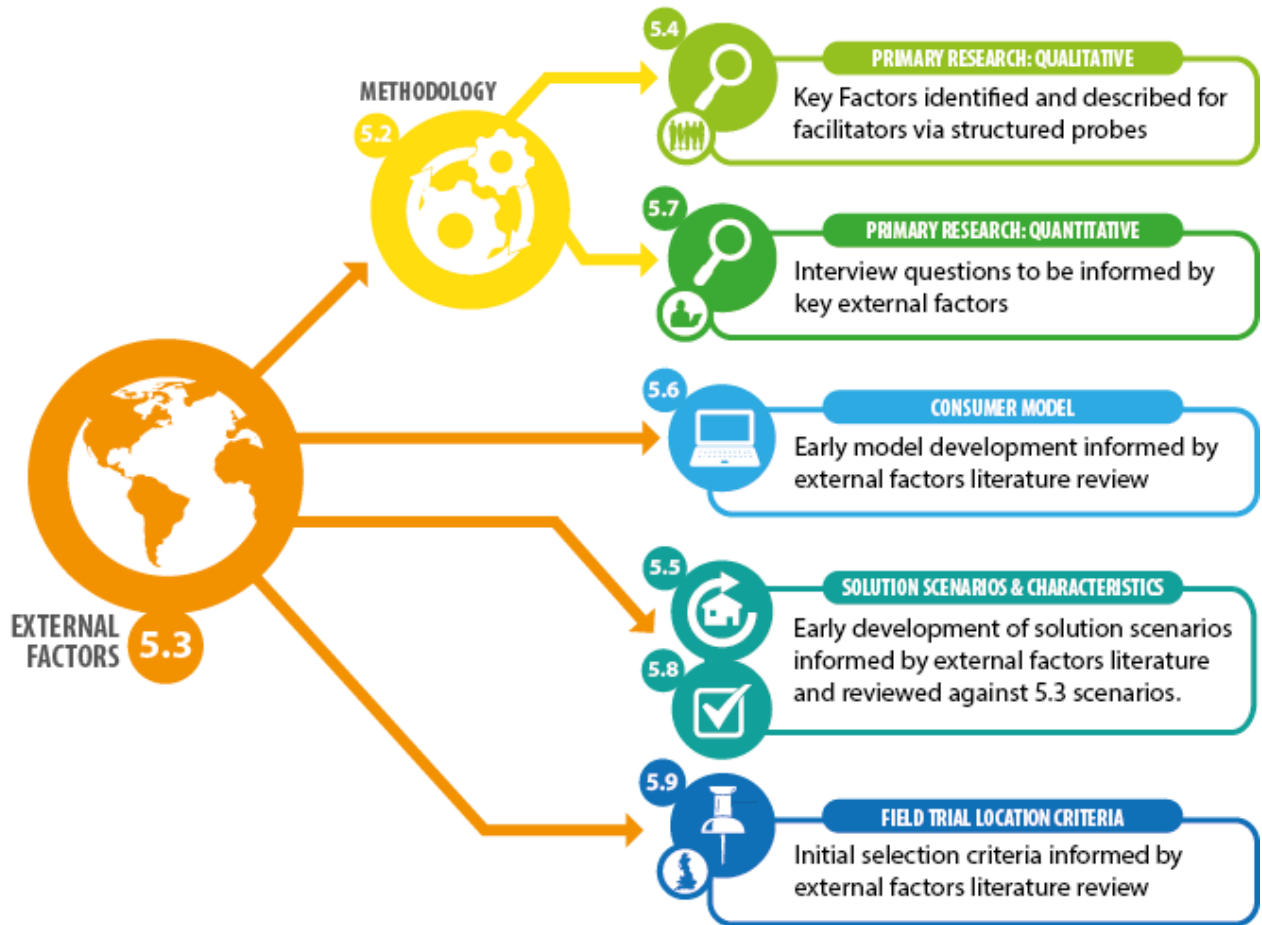 METHODOLOGY
5.2
EXTERNAL
FACTORS
5.3
5.4
PRIMARY RESEARCH: QUALITATIVE
Key Factors identified and described for
facilitators via structured probes
5.7
PRIMARY RESEARCH: QUANTITATIVE
Interview questions to be informed by
key external factors
5.6
CONSUMER MODEL
Early model development informed by
external factors literature review
5.5
SOLUTION SCENARIOS & CHARACTERISTICS
Early development of solution scenarios
informed by external factors literature
and reviewed against 5.3 scenarios.
5.8
5.9
FIELD TRIAL LOCATION CRITERIA
Initial selection criteria informed by
external factors literature review